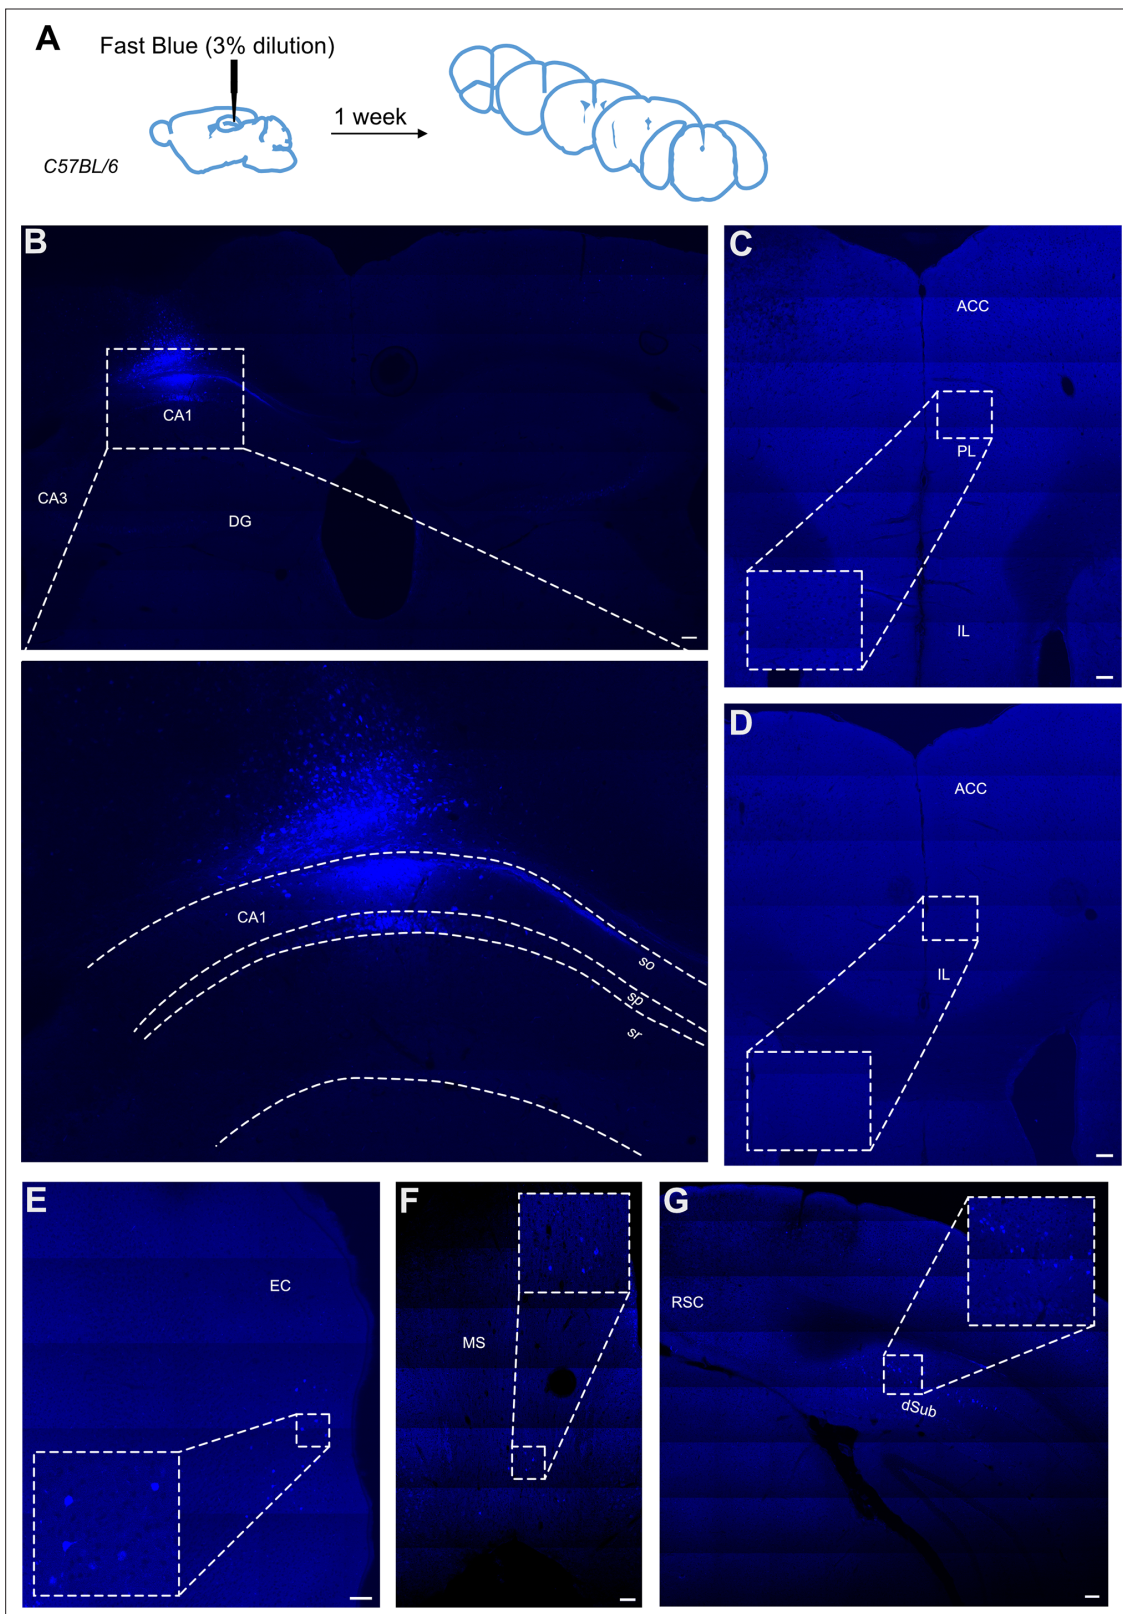 A
Fast Blue (3% dilution)
1 week
C57BL/6
B
CA1
CA3
DG
CA1
so
sp
sr
C
ACC
PL
IL
D
ACC
IL
E
EC
F
MS
G
RSC
dSub